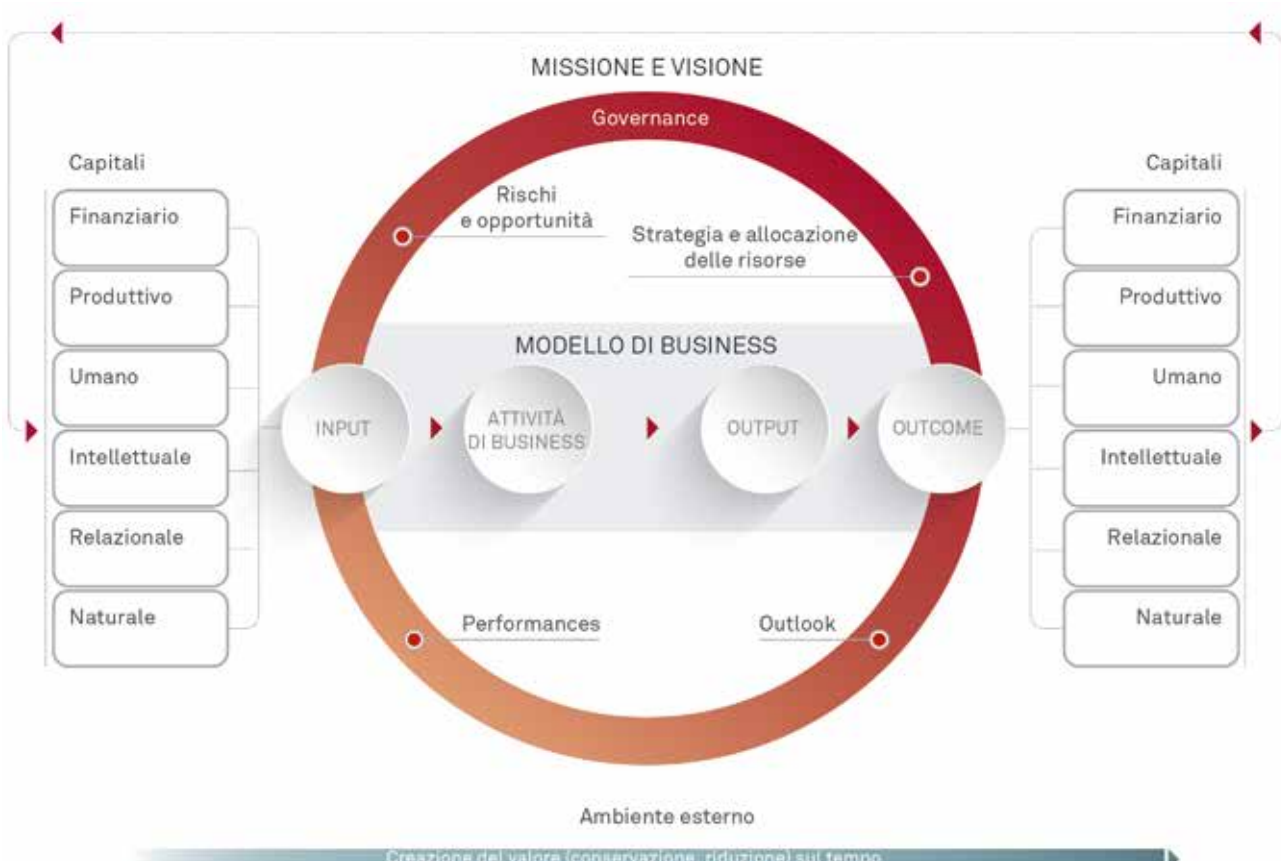 MISSIONE E VISIONE
Governance
Capitali
Finanziario
Produttivo
Umano
Intellettuale
Relazionale
Naturale
Rischi
e opportunità
Strategia e allocazione
delle risorse
MODELLO DI BUSINESS
INPUT
ATTIVITÀ
DI BUSINESS
OUTPUT
OUTCOME
Performances
Outlook
Capitali
Finanziario
Produttivo
Umano
Intellettuale
Relazionale
Naturale
Ambiente esterno
Creazione del valore (conservazione, riduzione) sul tempo